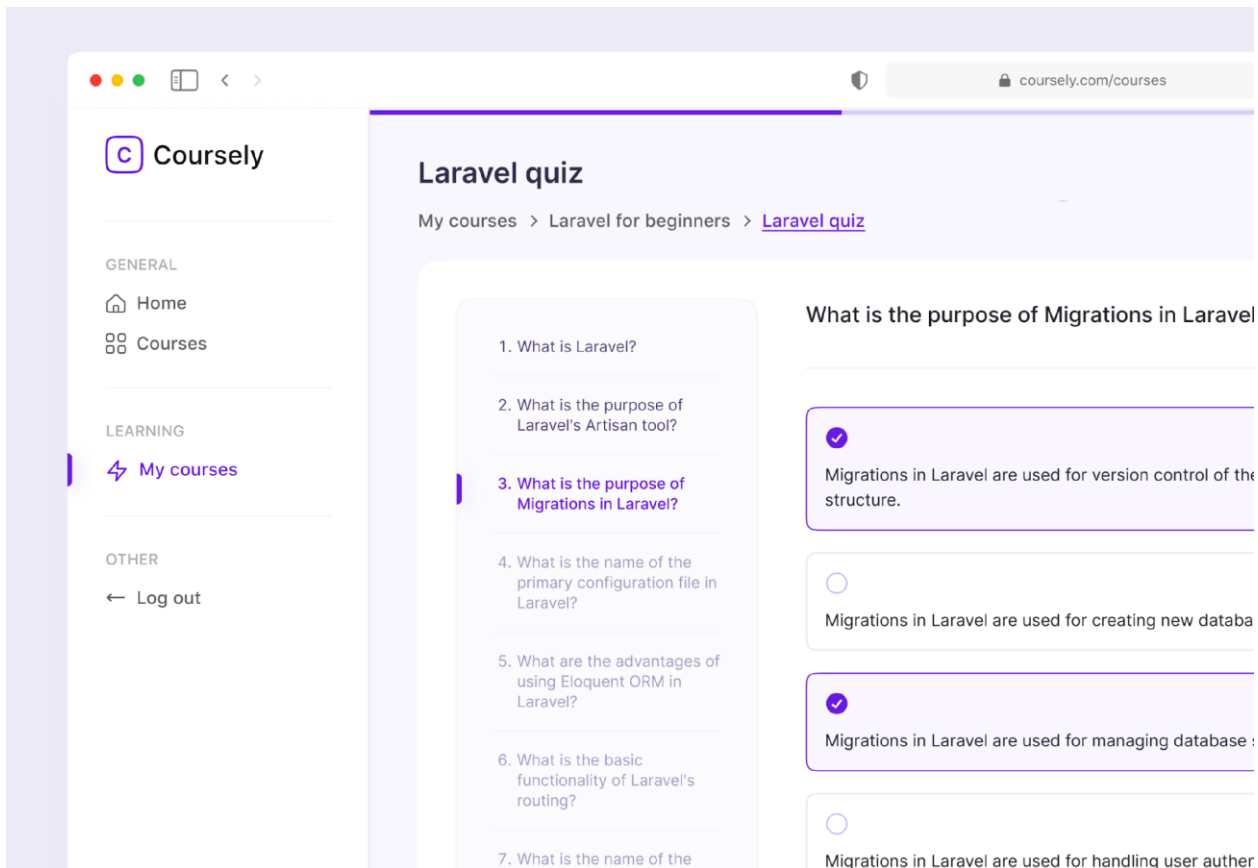 coursely.com/courses
C Coursely
GENERAL
Home
Courses
LEARNING
My courses
OTHER
Log out
Laravel quiz
My courses > Laravel for beginners > Laravel quiz
1. What is Laravel?
2. What is the purpose of
Laravel's Artisan tool?
3. What is the purpose of
Migrations in Laravel?
4. What is the name of the
primary configuration file in
Laravel?
5. What are the advantages of
using Eloquent ORM in
Laravel?
6. What is the basic
functionality of Laravel's
routing?
7. What is the name of the
What is the purpose of Migrations in Laravel
Migrations in Laravel are used for version control of the
structure.
Migrations in Laravel are used for creating new
Migrations in Laravel are used for managing database
Migrations in Laravel are used for handling user